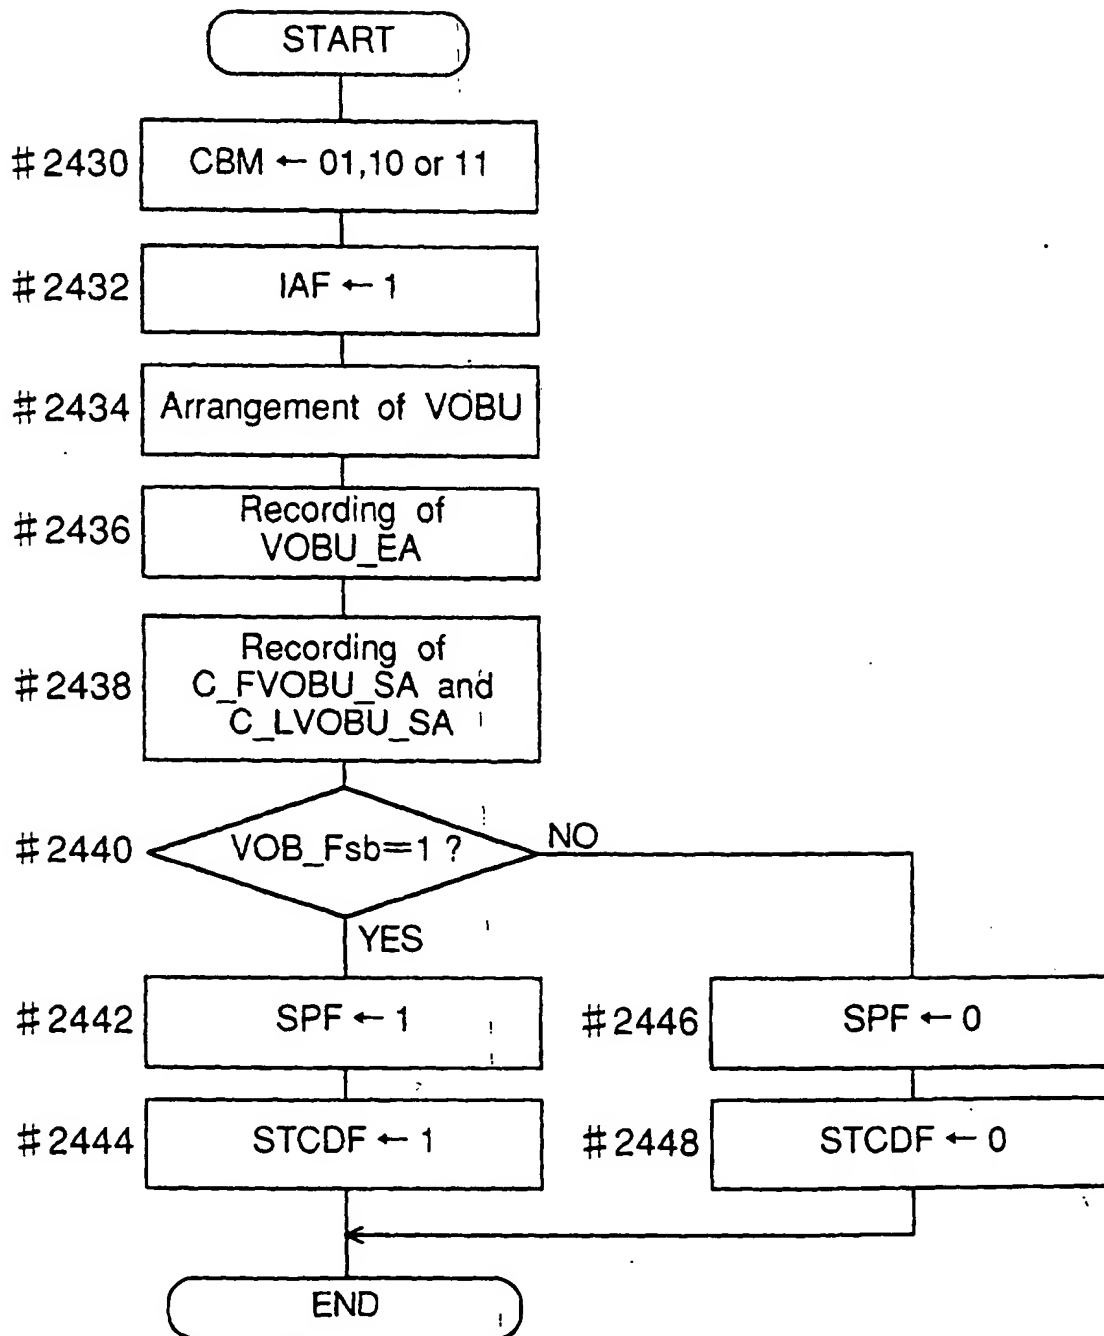 START
#2430
CBM ← 01,10 or 11
#2432
IAF ← 1
#2434
Arrangement of VOBU
#2436
Recording of
VOBU_EA
#2438
Recording of
C_FVOBU_SA and
C_LVOBU_SA
#2440
VOB_Fsb=1 ?
NO
YES
#2442
SPF ← 1
#2446
SPF ← 0
#2444
STCDF ← 1
#2448
STCDF ← 0
END